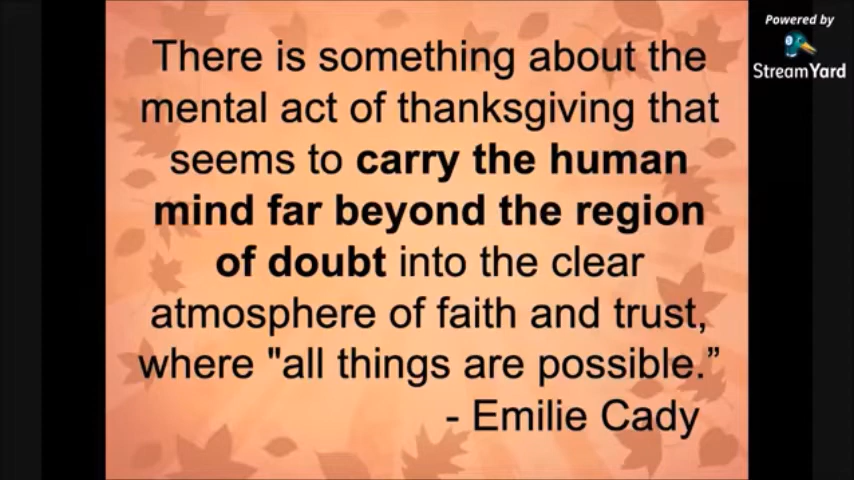 There is something about the
mental act of thanksgiving that
seems to carry the human
mind far beyond the region
of doubt into the clear
atmosphere of faith and trust,
where "all things are possible.”
- Emilie Cady
Powered by
StreamYard